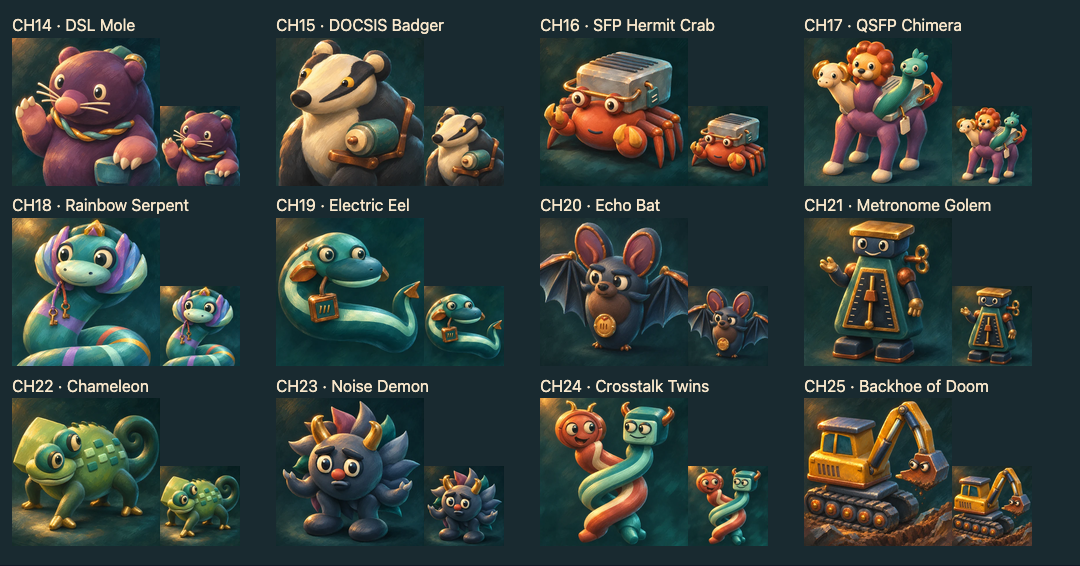 CH14 · DSL Mole
CH15 · DOCSIS Badger
CH16 · SFP Hermit Crab
CH17 · QSFP Chimera
CH18 · Rainbow Serpent
CH19 · Electric Eel
CH20 · Echo Bat
CH21 · Metronome Golem
CH22 · Chameleon
CH23 · Noise Demon
CH24 · Crosstalk Twins
CH25 · Backhoe of Doom